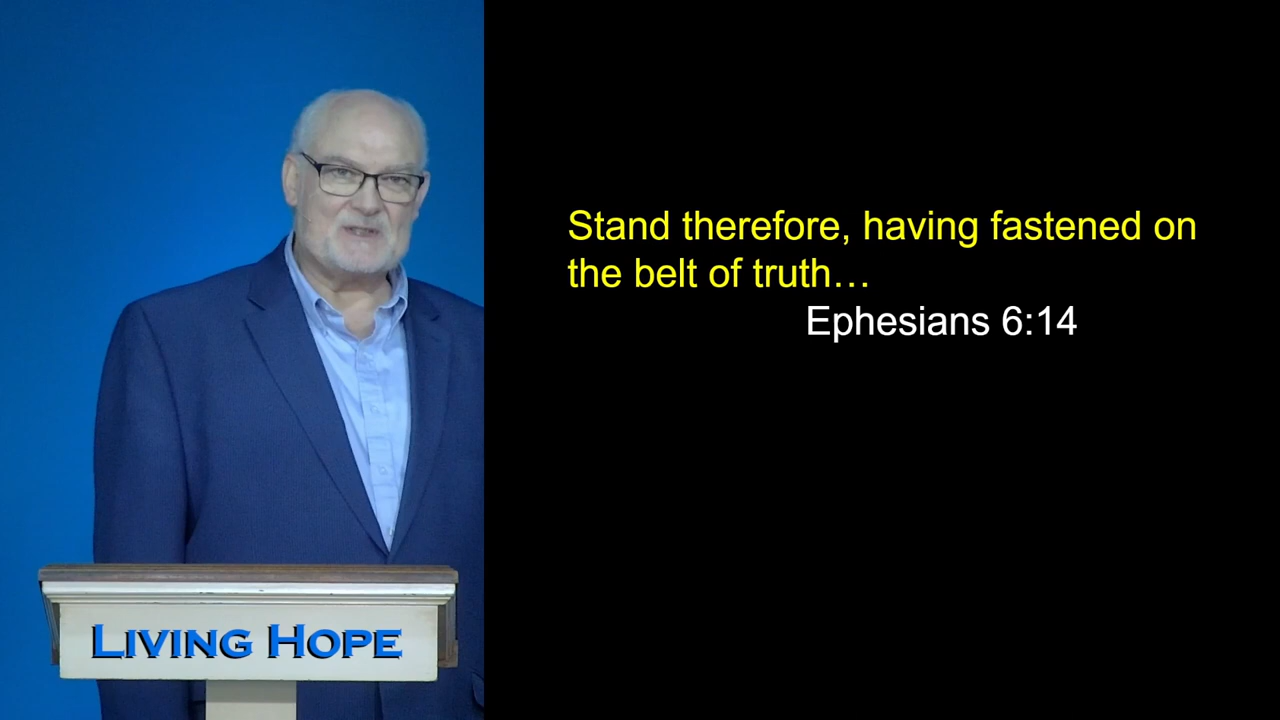 Stand therefore, having fastened on
the belt of truth…
Ephesians 6:14
LIVING HOPE